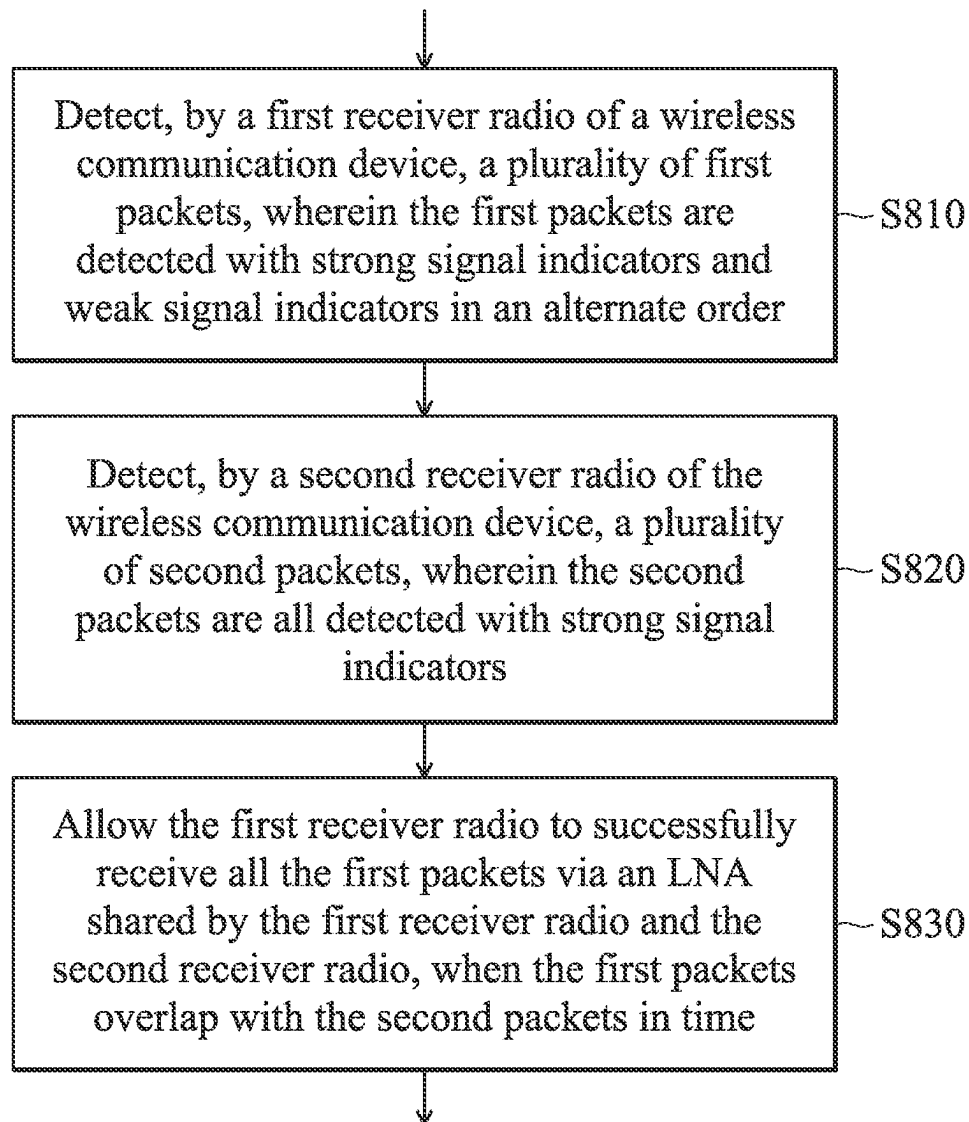 Detect, by a first receiver radio of a wireless
communication device, a plurality of first
packets, wherein the first packets are
detected with strong signal indicators and
weak signal indicators in an alternate order
S810
Detect, by a second receiver radio of the
wireless communication device, a plurality
of second packets, wherein the second
packets are all detected with strong signal
indicators
S820
Allow the first receiver radio to successfully
receive all the first packets via an LNA
shared by the first receiver radio and the
second receiver radio, when the first packets
overlap with the second packets in time
S830